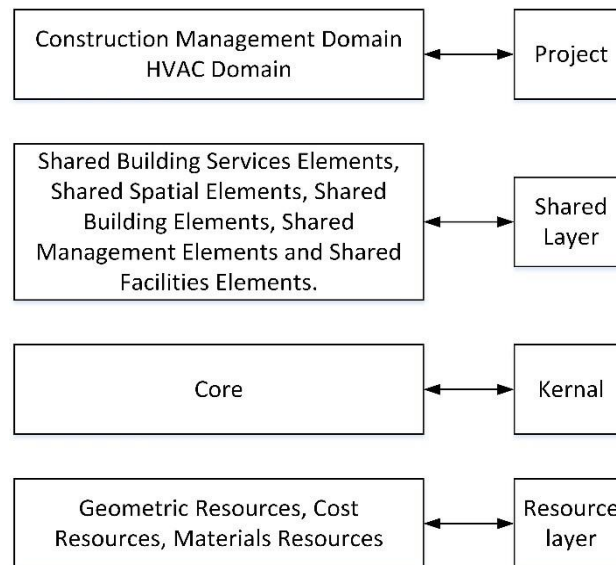 Construction Management Domain
HVAC Domain
Project
Shared Building Services Elements,
Shared Spatial Elements, Shared
Building Elements, Shared
Management Elements and Shared
Facilities Elements.
Shared
Layer
Core
Kernal
Geometric Resources, Cost
Resources, Materials Resources
Resource
layer